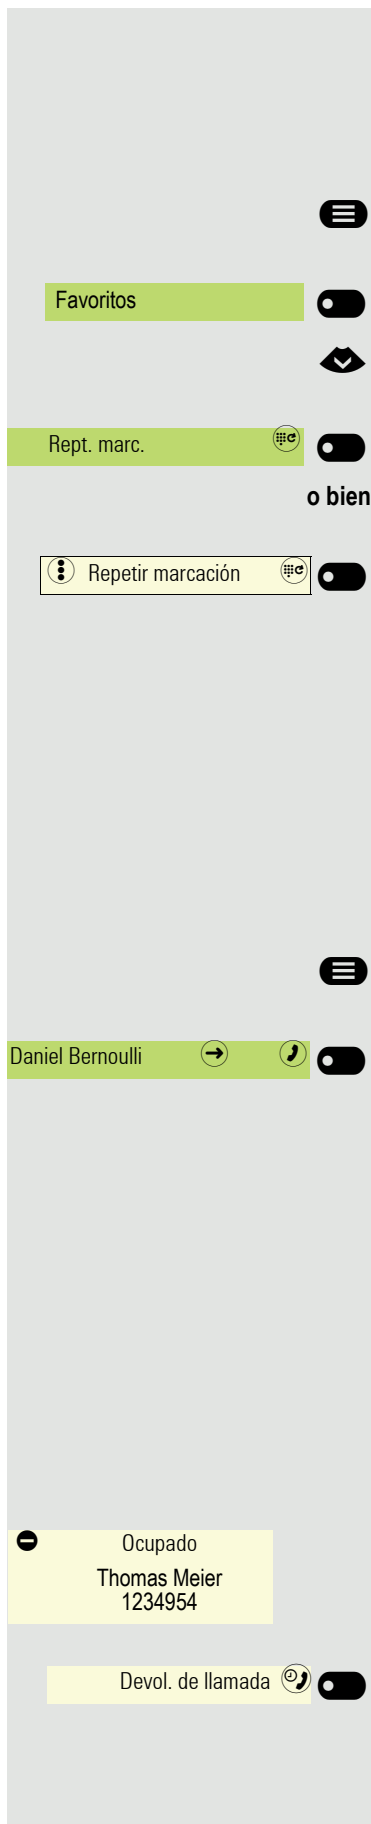 Favoritos
Rept. marc.
o bien
Repetir marcación
Daniel Bernoulli
Ocupado
Thomas Meier
1234954
Devol. de llamada